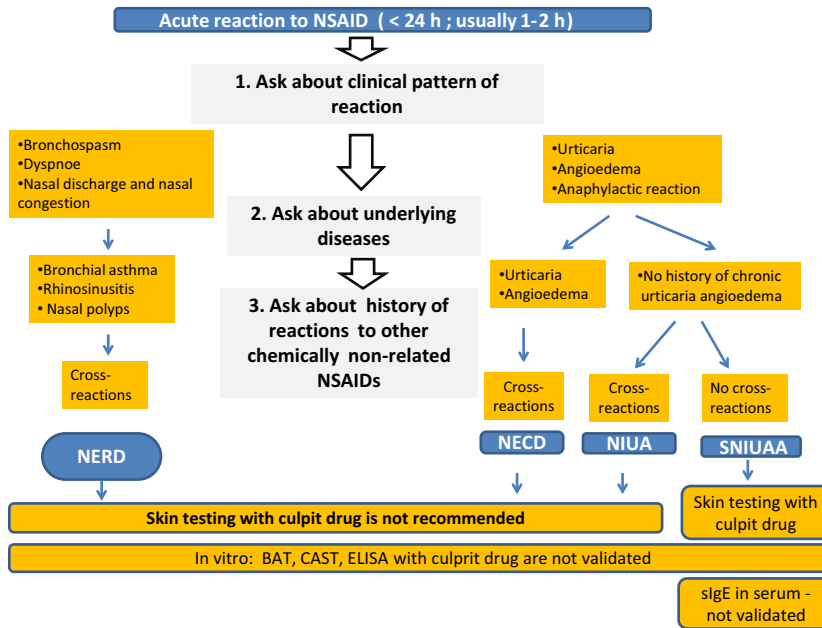 Acute reaction to NSAID ( < 24 h ; usually 1-2 h )
1. Ask about clinical pattern of
reaction
•Bronchospasm
•Dyspnoe
•Nasal discharge and nasal
congestion
•Urticaria
•Angioedema
•Anaphylactic reaction
2. Ask about underlying
diseases
•Bronchial asthma
•Rhinosinusitis
• Nasal polyps
•Urticaria
•Angioedema
•No history of chronic
urticaria angioedema
3. Ask about history of
reactions to other
chemically non-related
NSAIDs
Cross-
reactions
Cross-
reactions
Cross-
reactions
No cross-
reactions
NERD
NECD
NIUA
SNIUAA
Skin testing with culpit drug is not recommended
Skin testing with
culpit drug
In vitro: BAT, CAST, ELISA with culprit drug are not validated
sIgE in serum -
not validated